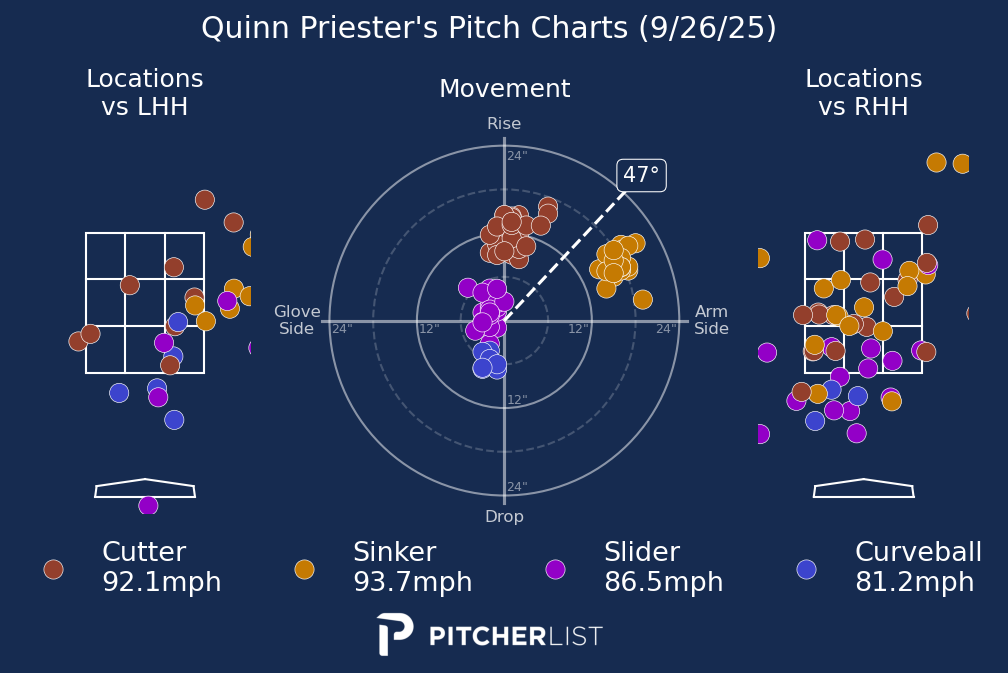 Quinn Priester's Pitch Charts (9/26/25)
Locations
vs LHH
Movement
Locations
vs RHH
Rise
24"
47°
Glove
Side
24"
12"
12"
24"
Arm
Side
12"
24"
Drop
Cutter
92.1mph
Sinker
93.7mph
Slider
86.5mph
Curveball
81.2mph
PITCHERLIST